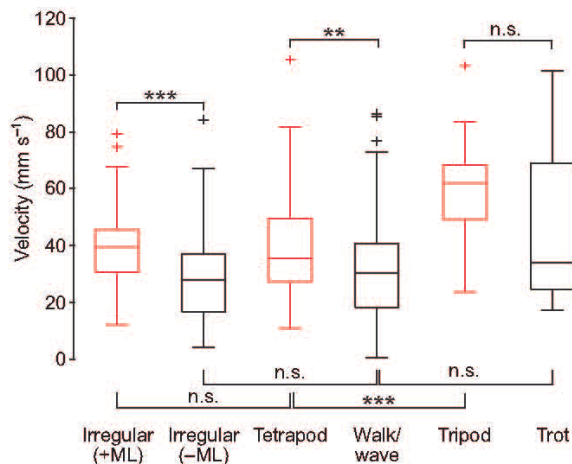 120
100
80
60
40
20
0
Velocity (mm s⁻¹)
***
**
n.s.
n.s.
n.s.
n.s.
***
Irregular
(+ML)
Irregular
(–ML)
Tetrapod
Walk/
wave
Tripod
Trot